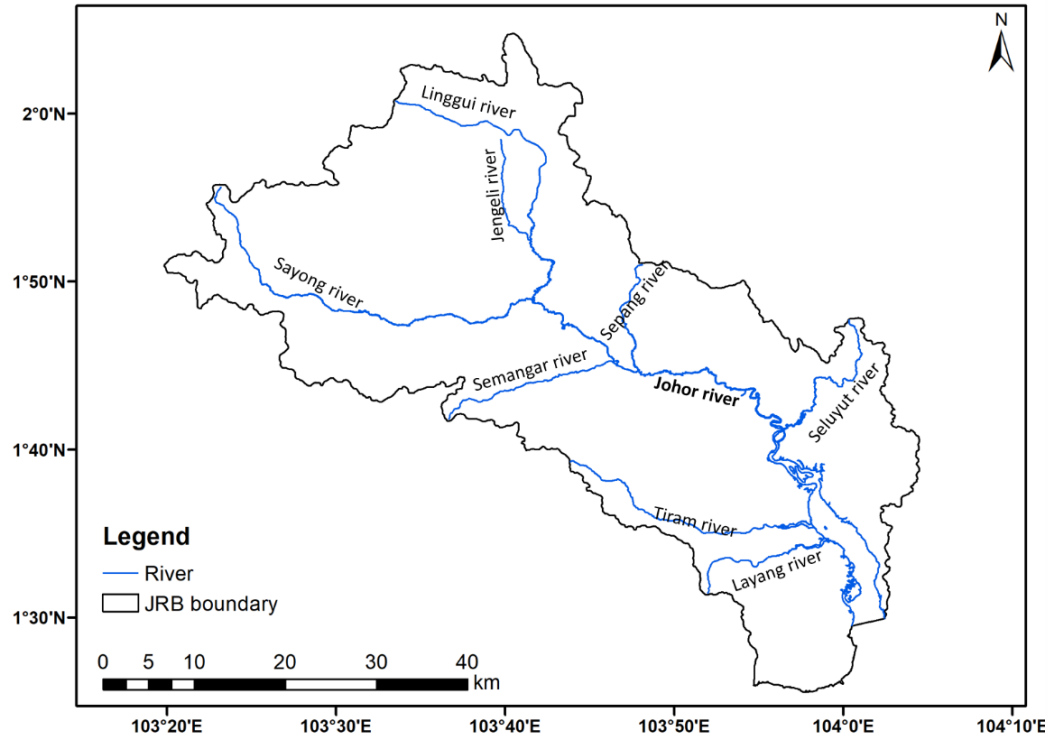 N
Linggui river
2°0'N
Jengeli river
1°50'N
Sayong river
Sepang river
Semangar river
Johor river
Seluyut river
1°40'N
Tiram river
Legend
River
Layang river
JRB boundary
1°30'N
0 5 10 20 30 40
km
103°20'E 103°30'E 103°40'E 103°50'E 104°0'E 104°10'E